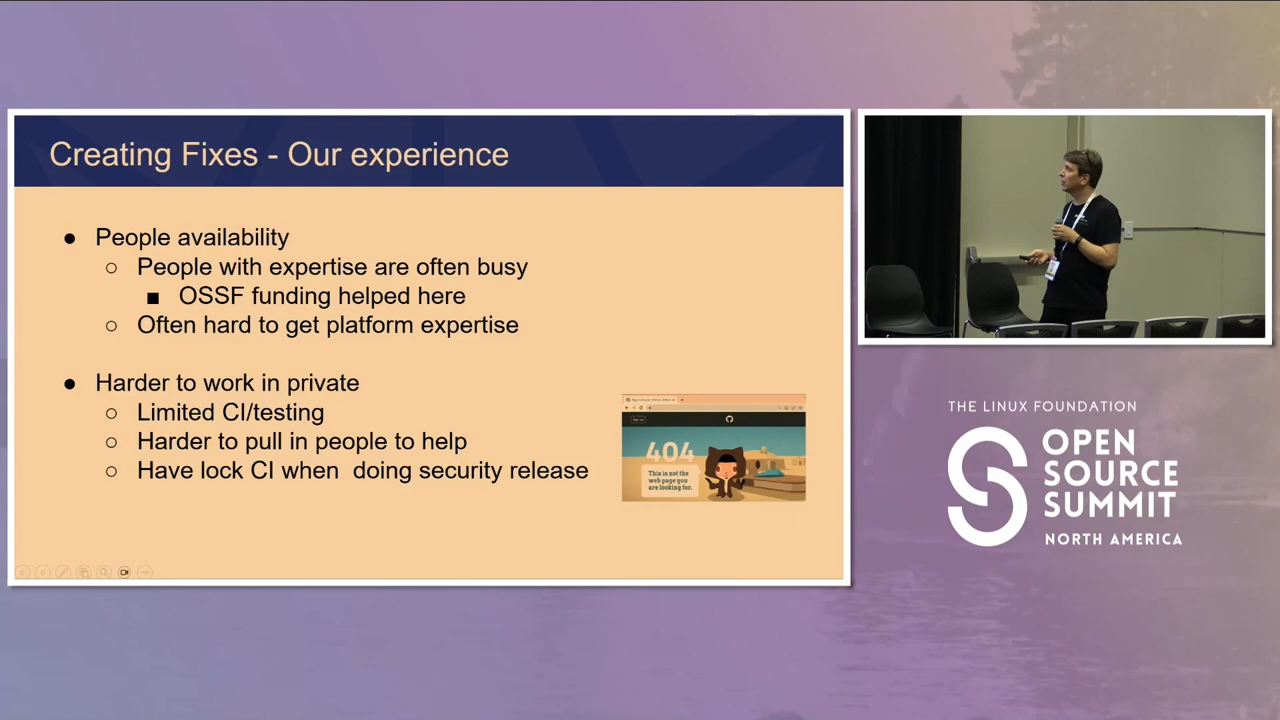 Creating Fixes - Our experience
● People availability
○ People with expertise are often busy
■ OSSF funding helped here
○ Often hard to get platform expertise
● Harder to work in private
○ Limited CI/testing
○ Harder to pull in people to help
○ Have lock CI when  doing security release
404
This is not the
web page you
are looking for.
THE LINUX FOUNDATION
OPEN
SOURCE
SUMMIT
NORTH AMERICA